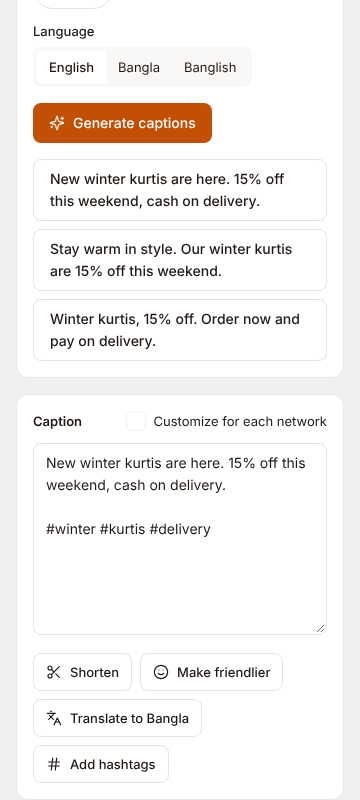 Language
English Bangla Banglish
Generate captions
New winter kurtis are here. 15% off
this weekend, cash on delivery.
Stay warm in style. Our winter kurtis
are 15% off this weekend.
Winter kurtis, 15% off. Order now and
pay on delivery.
Caption Customize for each network
New winter kurtis are here. 15% off this
weekend, cash on delivery.
#winter #kurtis #delivery
Shorten Make friendlier
Translate to Bangla
Add hashtags